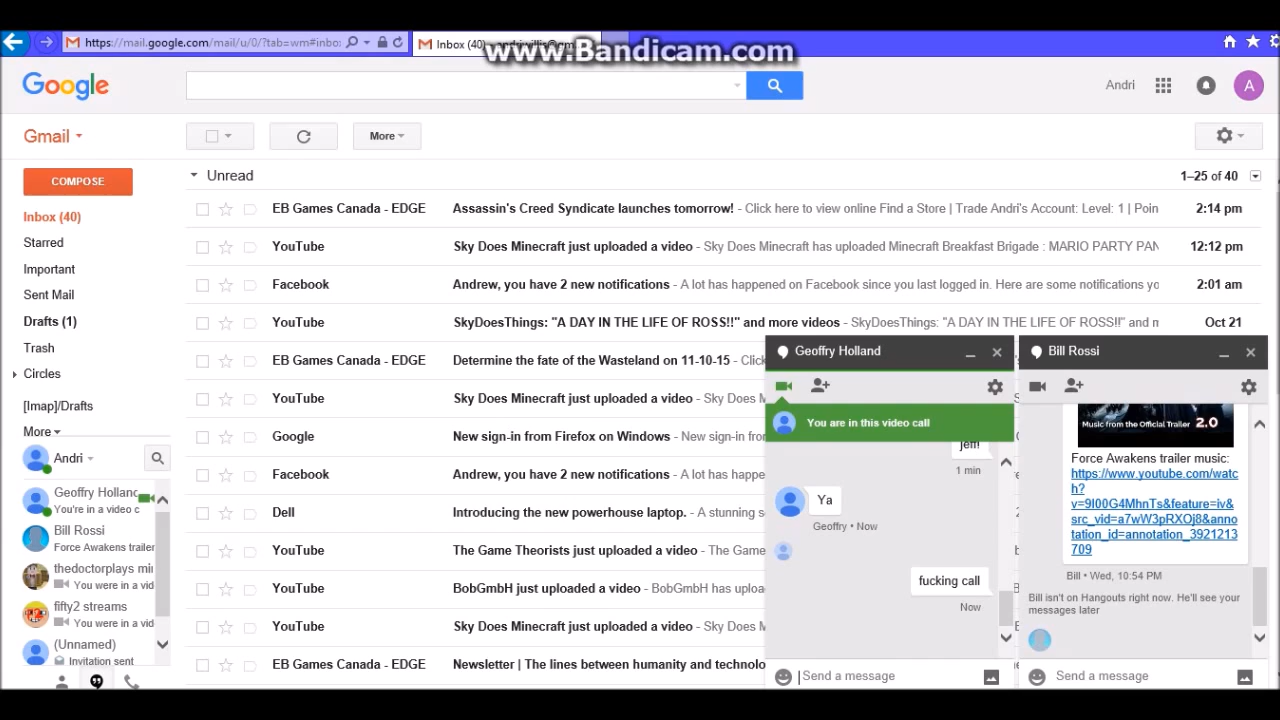 https://mail.google.com/mail/u/0/?tab=wm#inbo
Inbox (40)
www.Bandicam.com
Google
Andri
A
Gmail
More
COMPOSE
Unread
1–25 of 40
Inbox (40)
Starred
Important
Sent Mail
Drafts (1)
Trash
Circles
[Imap]/Drafts
More
EB Games Canada - EDGE Assassin's Creed Syndicate launches tomorrow! - Click here to view online Find a Store | Trade Andri's Account: Level: 1 | Poin 2:14 pm
YouTube Sky Does Minecraft just uploaded a video - Sky Does Minecraft has uploaded Minecraft Breakfast Brigade : MARIO PARTY PAN 12:12 pm
Facebook Andrew, you have 2 new notifications - A lot has happened on Facebook since you last logged in. Here are some notifications yo 2:01 am
YouTube SkyDoesThings: "A DAY IN THE LIFE OF ROSS!!" and more videos - SkyDoesThings: "A DAY IN THE LIFE OF ROSS!!" and m Oct 21
EB Games Canada - EDGE Determine the fate of the Wasteland on 11-10-15 - Click
YouTube Sky Does Minecraft just uploaded a video - Sky Does M
Google New sign-in from Firefox on Windows - New sign-in from
Facebook Andrew, you have 2 new notifications - A lot has happe
Dell Introducing the new powerhouse laptop. - A stunning s
YouTube The Game Theorists just uploaded a video - The Game
YouTube BobGmbH just uploaded a video - BobGmbH has uploa
YouTube Sky Does Minecraft just uploaded a video - Sky Does M
EB Games Canada - EDGE Newsletter | The lines between humanity and technolo
Andri
Geoffry Holland
You're in a video c
Bill Rossi
Force Awakens trailer
thedoctorplays mi
You were in a vid
fifty2 streams
You were in a vid
(Unnamed)
Invitation sent
Geoffry Holland
You are in this video call
jeff!
1 min
Ya
Geoffry • Now
fucking call
Now
Send a message
Bill Rossi
Music from the Official Trailer 2.0
Force Awakens trailer music:
https://www.youtube.com/watc
h?
v=9I00G4MhnTs&feature=iv&
src_vid=a7wW3pRXOj8&anno
tation_id=annotation_3921213
709
Bill • Wed, 10:54 PM
Bill isn't on Hangouts right now. He'll see your
messages later
Send a message